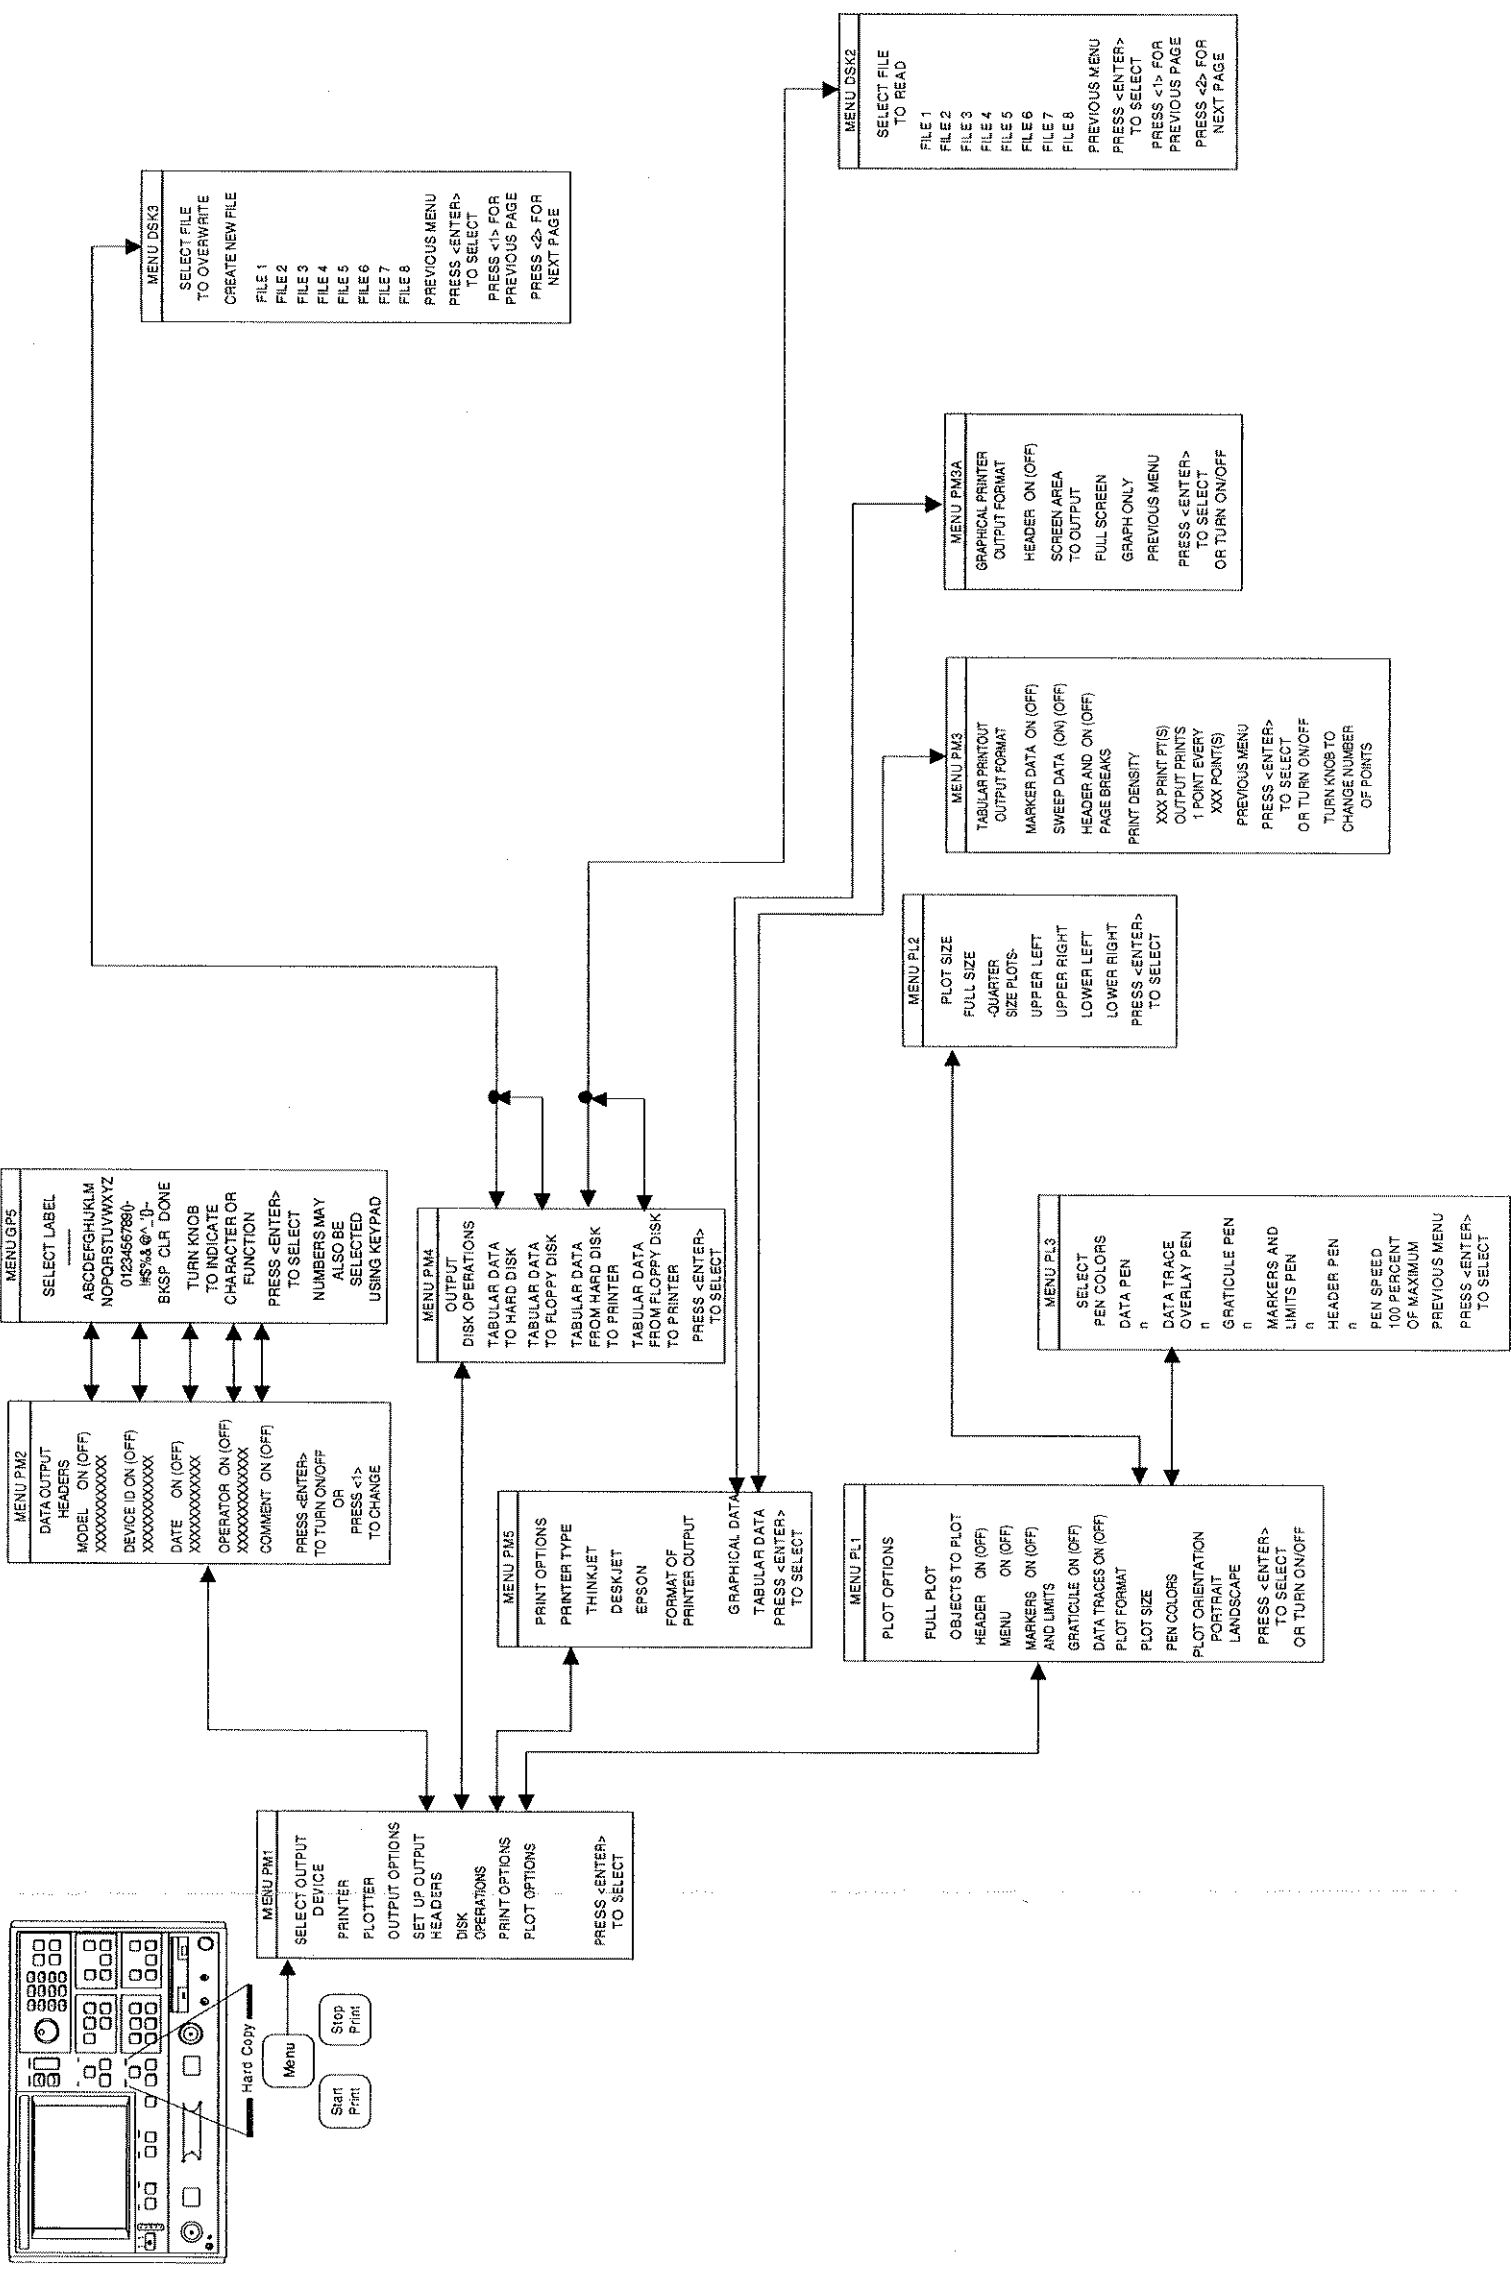 Hard Copy
Menu
Start
Print
Stop
Print
MENU PM1
SELECT OUTPUT
DEVICE
PRINTER
PLOTTER
OUTPUT OPTIONS
SET UP OUTPUT
HEADERS
DISK
OPERATIONS
PRINT OPTIONS
PLOT OPTIONS
PRESS <ENTER>
TO SELECT
MENU PM2
DATA OUTPUT
HEADERS
MODEL ON (OFF)
XXXXXXXXXXXX
DEVICE ID ON (OFF)
XXXXXXXXXXXX
DATE ON (OFF)
XXXXXXXXXXXX
OPERATOR ON (OFF)
XXXXXXXXXXXX
COMMENT ON (OFF)
PRESS <ENTER>
TO TURN ON/OFF
OR
PRESS <1>
TO CHANGE
MENU GP5
SELECT LABEL
ABCDEFGHIJKLM
NOPQRSTUVWXYZ
0123456789()-
BKSP CLR DONE
TURN KNOB
TO INDICATE
CHARACTER OR
FUNCTION
PRESS <ENTER>
TO SELECT
NUMBERS MAY
ALSO BE
SELECTED
USING KEYPAD
MENU PM4
OUTPUT
DISK OPERATIONS
TABULAR DATA
TO HARD DISK
TABULAR DATA
TO FLOPPY DISK
TABULAR DATA
FROM HARD DISK
TO PRINTER
TABULAR DATA
FROM FLOPPY DISK
TO PRINTER
PRESS <ENTER>
TO SELECT
MENU PM5
PRINT OPTIONS
PRINTER TYPE
THINKJET
DESKJET
EPSON
FORMAT OF
PRINTER OUTPUT
GRAPHICAL DATA
TABULAR DATA
PRESS <ENTER>
TO SELECT
MENU PL1
PLOT OPTIONS
FULL PLOT
OBJECTS TO PLOT
HEADER ON (OFF)
MENU ON (OFF)
MARKERS ON (OFF)
AND LIMITS
GRATICULE ON (OFF)
DATA TRACES ON (OFF)
PLOT FORMAT
PLOT SIZE
PEN COLORS
PLOT ORIENTATION
PORTRAIT
LANDSCAPE
PRESS <ENTER>
TO SELECT
OR TURN ON/OFF
MENU PL3
SELECT
PEN COLORS
DATA PEN
n
DATA TRACE
OVERLAY PEN
n
GRATICULE PEN
n
MARKERS AND
LIMITS PEN
n
HEADER PEN
n
PEN SPEED
100 PERCENT
OF MAXIMUM
PREVIOUS MENU
PRESS <ENTER>
TO SELECT
MENU PL2
PLOT SIZE
FULL SIZE
-QUARTER
SIZE PLOTS-
UPPER LEFT
UPPER RIGHT
LOWER LEFT
LOWER RIGHT
PRESS <ENTER>
TO SELECT
MENU PM3
TABULAR PRINTOUT
OUTPUT FORMAT
MARKER DATA ON (OFF)
SWEEP DATA (ON) (OFF)
HEADER AND ON (OFF)
PAGE BREAKS
PRINT DENSITY
XXX PRINT PT(S)
OUTPUT PRINTS
1 POINT EVERY
XXX POINT(S)
PREVIOUS MENU
PRESS <ENTER>
TO SELECT
OR TURN ON/OFF
TURN KNOB TO
CHANGE NUMBER
OF POINTS
MENU PM3A
GRAPHICAL PRINTER
OUTPUT FORMAT
HEADER ON (OFF)
SCREEN AREA
TO OUTPUT
FULL SCREEN
GRAPH ONLY
PREVIOUS MENU
PRESS <ENTER>
TO SELECT
OR TURN ON/OFF
MENU DSK3
SELECT FILE
TO OVERWRITE
CREATE NEW FILE
FILE 1
FILE 2
FILE 3
FILE 4
FILE 5
FILE 6
FILE 7
FILE 8
PREVIOUS MENU
PRESS <ENTER>
TO SELECT
PRESS <1> FOR
PREVIOUS PAGE
PRESS <2> FOR
NEXT PAGE
MENU DSK2
SELECT FILE
TO READ
FILE 1
FILE 2
FILE 3
FILE 4
FILE 5
FILE 6
FILE 7
FILE 8
PREVIOUS MENU
PRESS <ENTER>
TO SELECT
PRESS <1> FOR
PREVIOUS PAGE
PRESS <2> FOR
NEXT PAGE